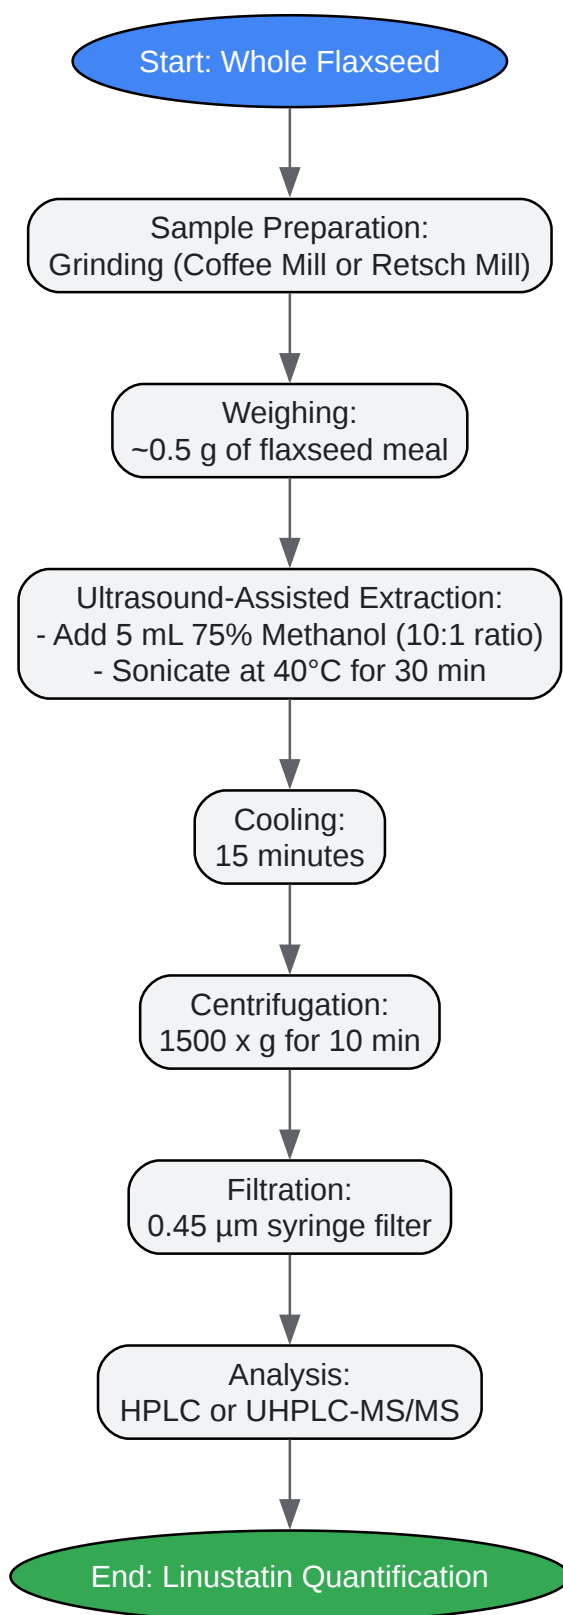 Start: Whole Flaxseed
Sample Preparation:
Grinding (Coffee Mill or Retsch Mill)
Weighing:
~0.5 g of flaxseed meal
Ultrasound-Assisted Extraction:
- Add 5 mL 75% Methanol (10:1 ratio)
- Sonicate at 40°C for 30 min
Cooling:
15 minutes
Centrifugation:
1500 x g for 10 min
Filtration:
0.45 µm syringe filter
Analysis:
HPLC or UHPLC-MS/MS
End: Linustatin Quantification